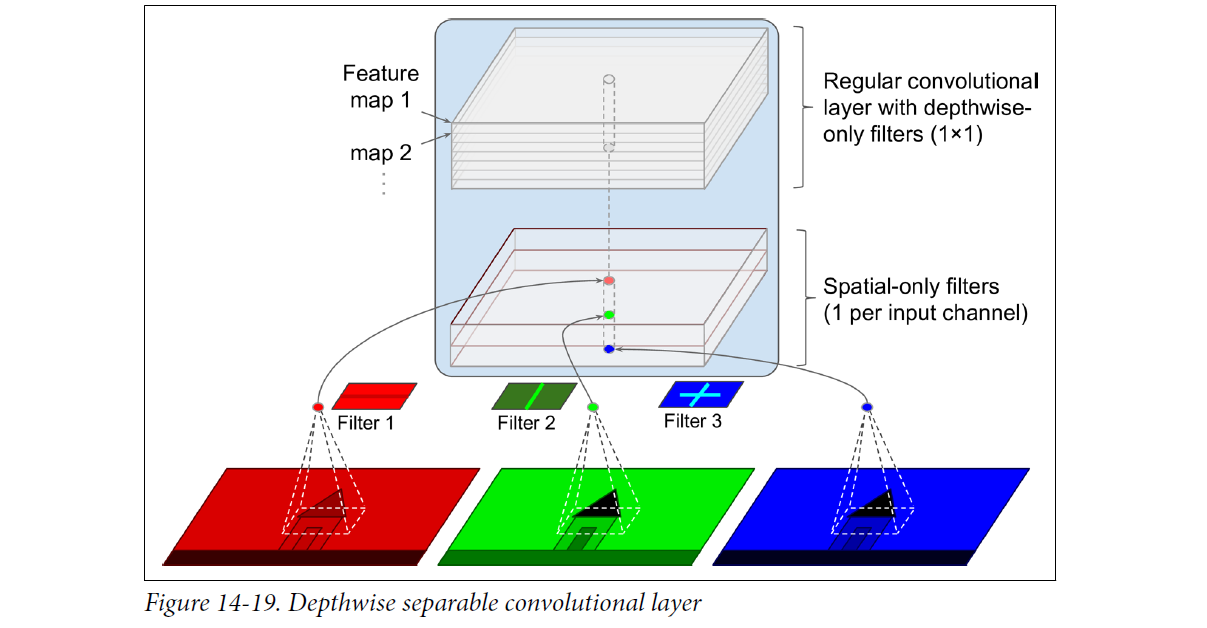 Feature
map 1
map 2
Regular convolutional
layer with depthwise-
only filters (1×1)
Spatial-only filters
(1 per input channel)
Filter 1
Filter 2
Filter 3
Figure 14-19. Depthwise separable convolutional layer